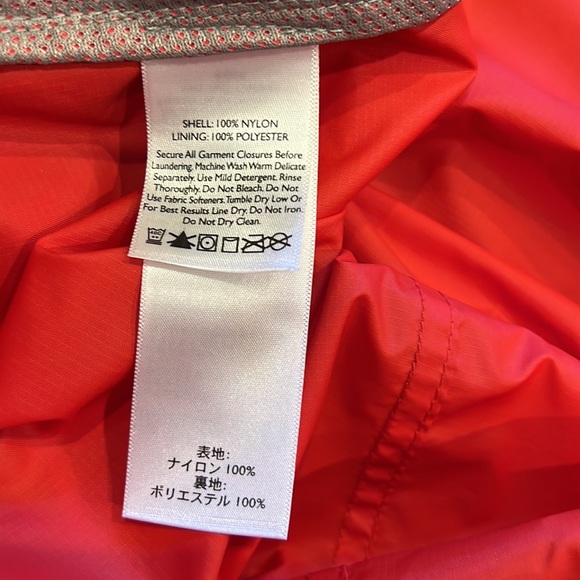 SHELL: 100% NYLON
LINING: 100% POLYESTER
Secure All Garment Closures Before
Laundering. Machine Wash Warm Delicate
Separately. Use Mild Detergent. Rinse
Thoroughly. Do Not Bleach. Do Not
Use Fabric Softeners. Tumble Dry Low Or
For Best Results Line Dry. Do Not Iron.
Do Not Dry Clean.
表地:
ナイロン 100%
裏地:
ポリエステル 100%